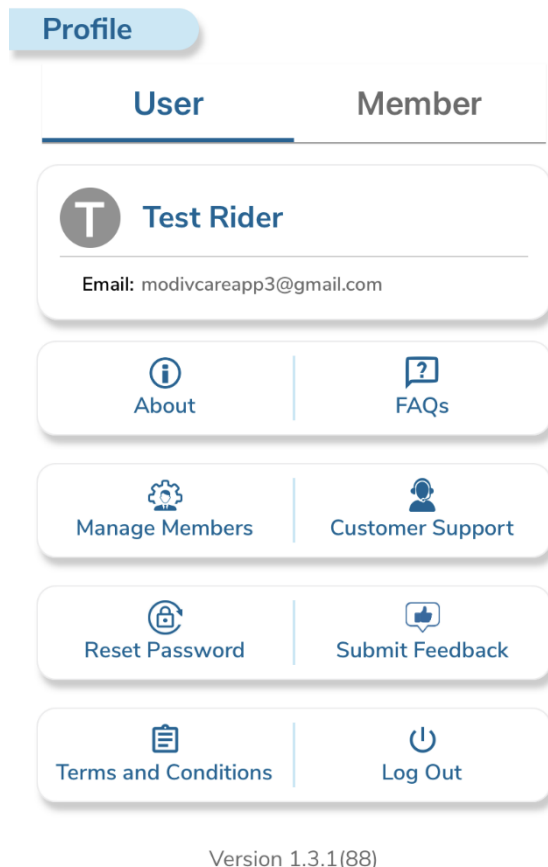 Profile
User Member
T Test Rider
Email: modivcareapp3@gmail.com
About FAQs
Manage Members Customer Support
Reset Password Submit Feedback
Terms and Conditions Log Out
Version 1.3.1(88)